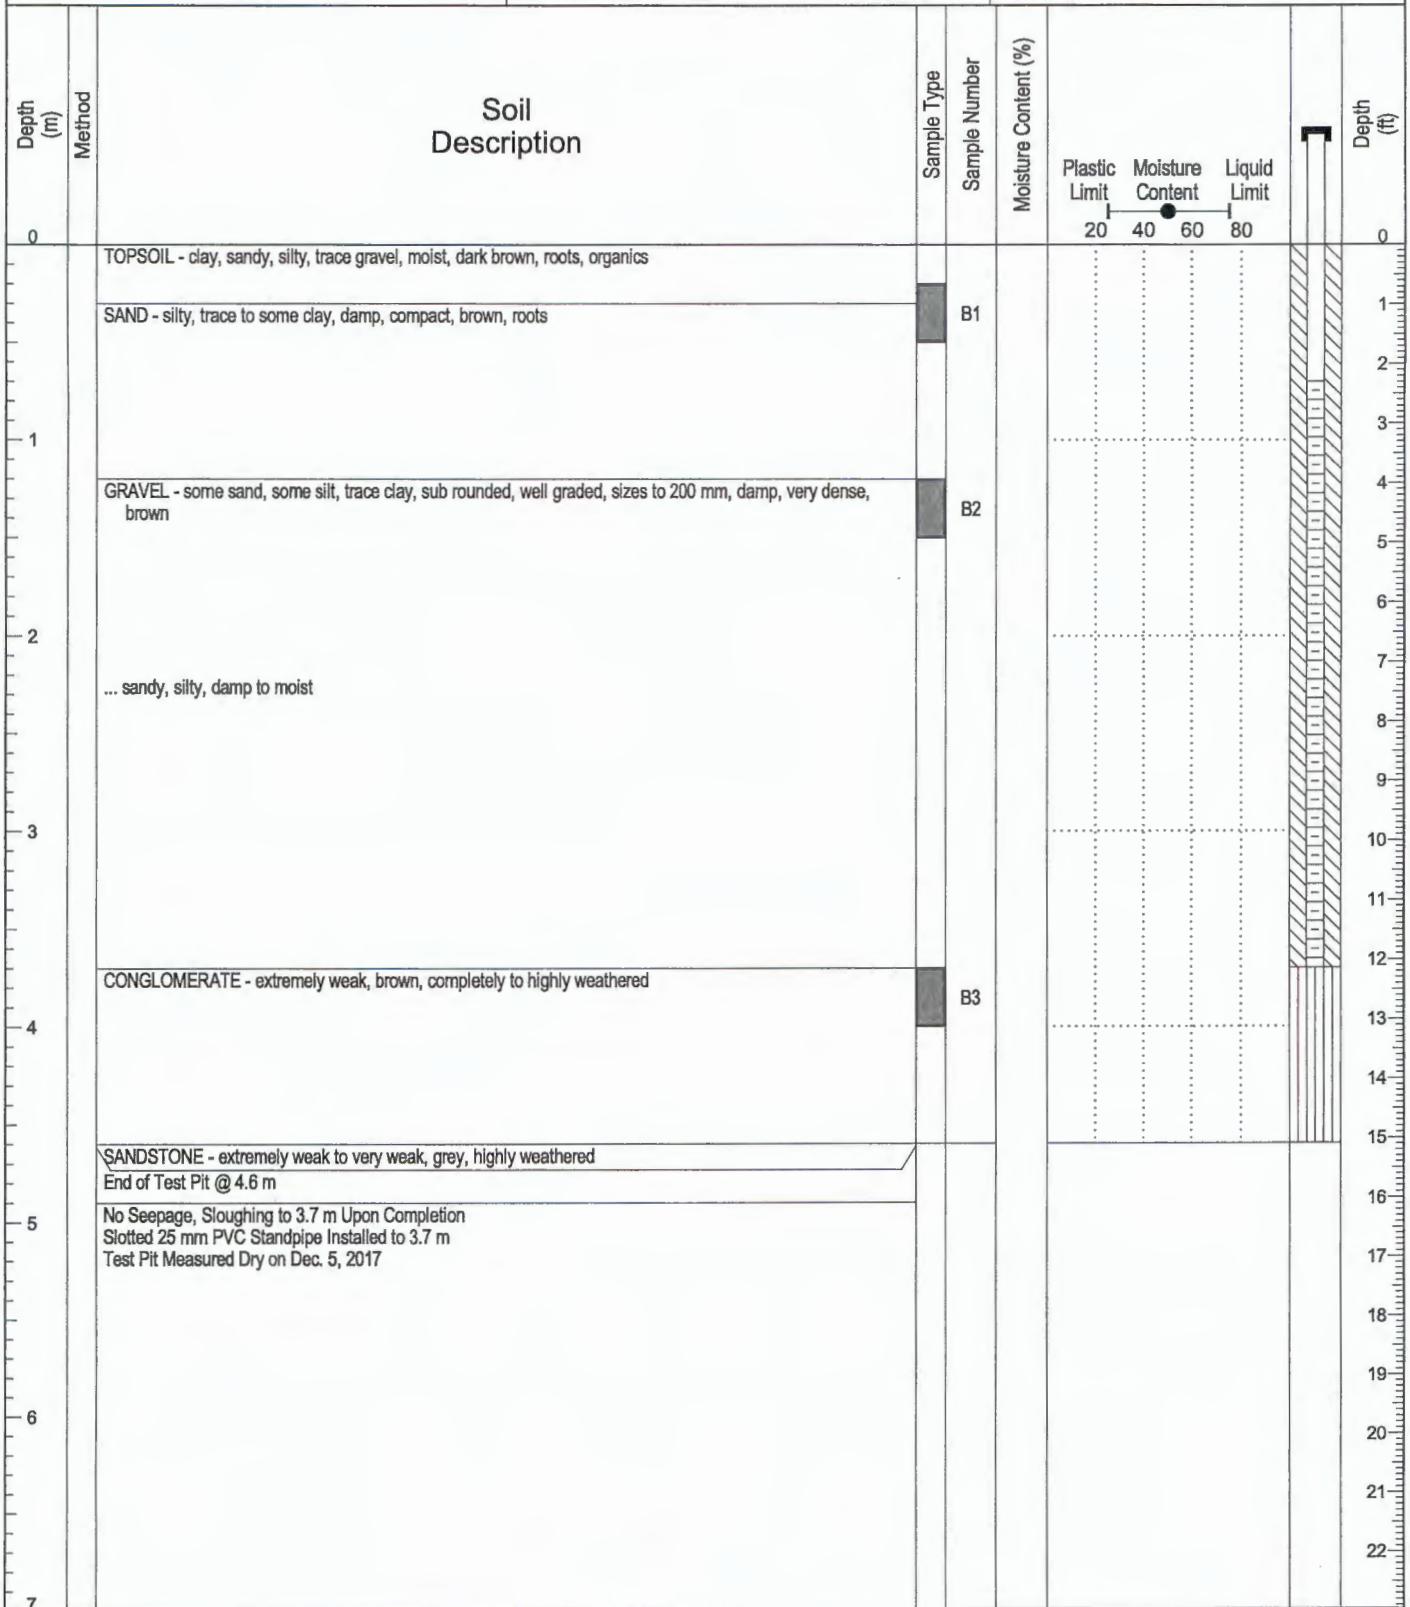 Depth
(m)
Method
Soil
Description
Sample Type
Sample Number
Moisture Content (%)
Plastic Moisture Liquid
Limit Content Limit
20 40 60 80
Depth
(ft)
0
0
TOPSOIL - clay, sandy, silty, trace gravel, moist, dark brown, roots, organics
1
SAND - silty, trace to some clay, damp, compact, brown, roots
B1
2
3
1
GRAVEL - some sand, some silt, trace clay, sub rounded, well graded, sizes to 200 mm, damp, very dense,
brown
B2
4
5
6
2
7
... sandy, silty, damp to moist
8
9
3
10
11
12
CONGLOMERATE - extremely weak, brown, completely to highly weathered
B3
4
13
14
15
SANDSTONE - extremely weak to very weak, grey, highly weathered
End of Test Pit @ 4.6 m
16
No Seepage, Sloughing to 3.7 m Upon Completion
5
Slotted 25 mm PVC Standpipe Installed to 3.7 m
Test Pit Measured Dry on Dec. 5, 2017
17
18
19
6
20
21
22
7